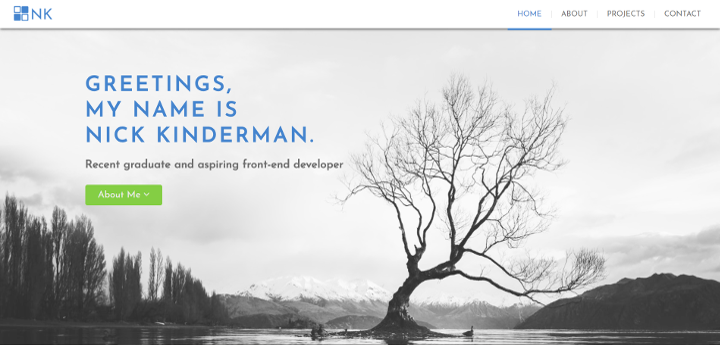 NK
HOME
ABOUT
PROJECTS
CONTACT
GREETINGS,
MY NAME IS
NICK KINDERMAN.
Recent graduate and aspiring front-end developer
About Me